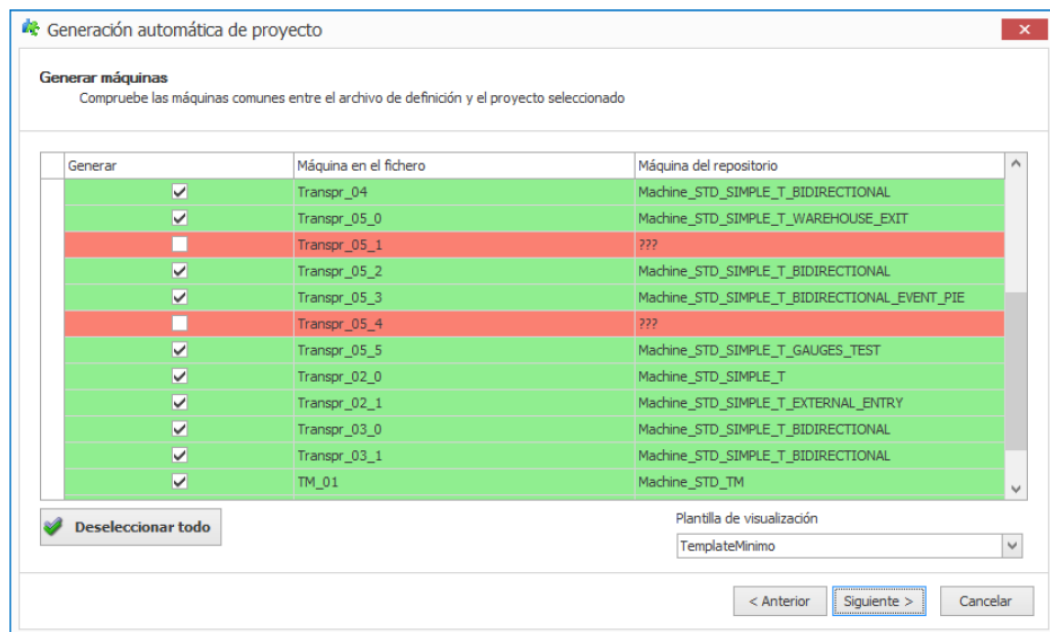 Generación automática de proyecto
Generar máquinas
Compruebe las máquinas comunes entre el archivo de definición y el proyecto seleccionado
Generar Máquina en el fichero Máquina del repositorio
Transpr_04 Machine_STD_SIMPLE_T_BIDIRECTIONAL
Transpr_05_0 Machine_STD_SIMPLE_T_WAREHOUSE_EXIT
Transpr_05_1 ???
Transpr_05_2 Machine_STD_SIMPLE_T_BIDIRECTIONAL
Transpr_05_3 Machine_STD_SIMPLE_T_BIDIRECTIONAL_EVENT_PIE
Transpr_05_4 ???
Transpr_05_5 Machine_STD_SIMPLE_T_GAUGES_TEST
Transpr_02_0 Machine_STD_SIMPLE_T
Transpr_02_1 Machine_STD_SIMPLE_T_EXTERNAL_ENTRY
Transpr_03_0 Machine_STD_SIMPLE_T_BIDIRECTIONAL
Transpr_03_1 Machine_STD_SIMPLE_T_BIDIRECTIONAL
TM_01 Machine_STD_TM
Deseleccionar todo
Plantilla de visualización
TemplateMinimo
< Anterior Siguiente > Cancelar